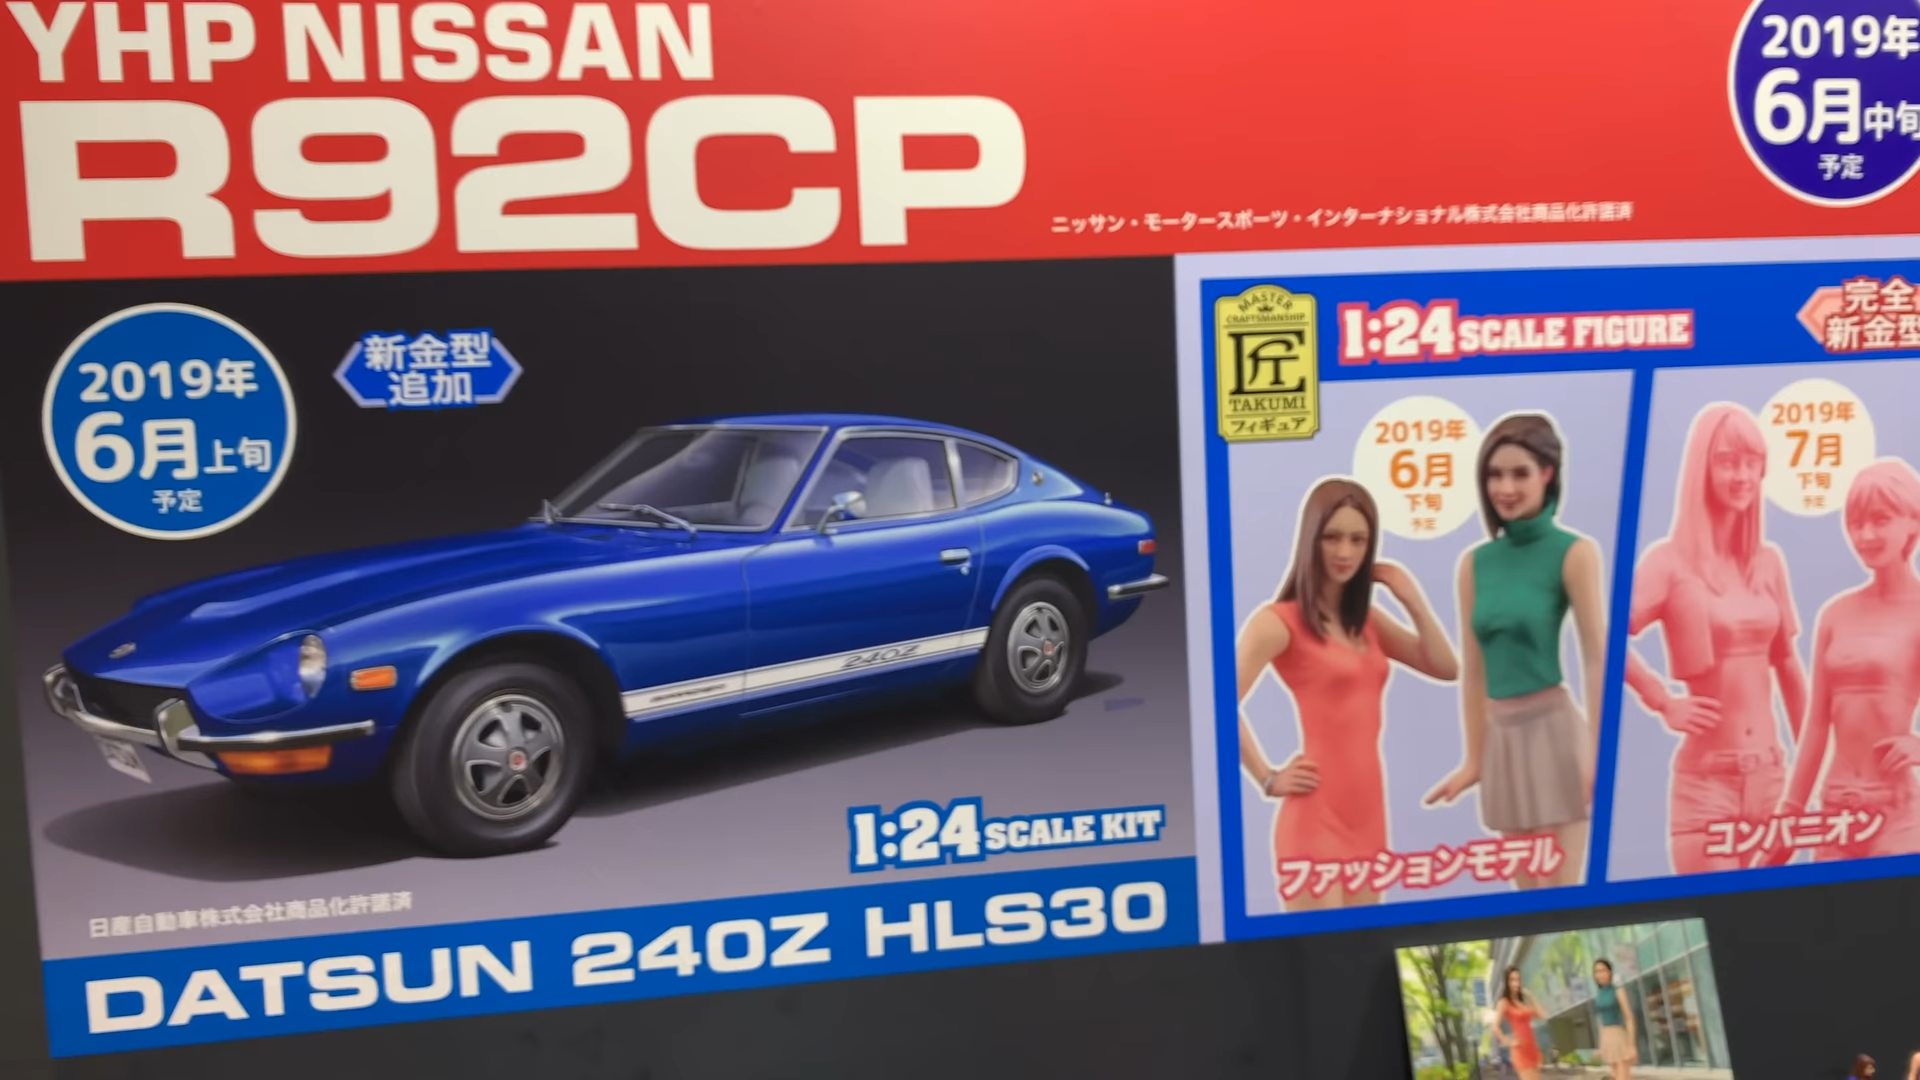 YHP NISSAN
R92CP
ニッサン・モータースポーツ・インターナショナル株式会社商品化許諾済
2019年
6月中旬
予定
2019年
6月上旬
予定
新金型
追加
240Z
1:24 SCALE KIT
日産自動車株式会社商品化許諾済
DATSUN 240Z HLS30
MASTER
CRAFTSMANSHIP
匠
TAKUMI
フィギュア
1:24 SCALE FIGURE
完全
新金型
2019年
6月
下旬
予定
ファッションモデル
2019年
7月
下旬
予定
コンパニオン